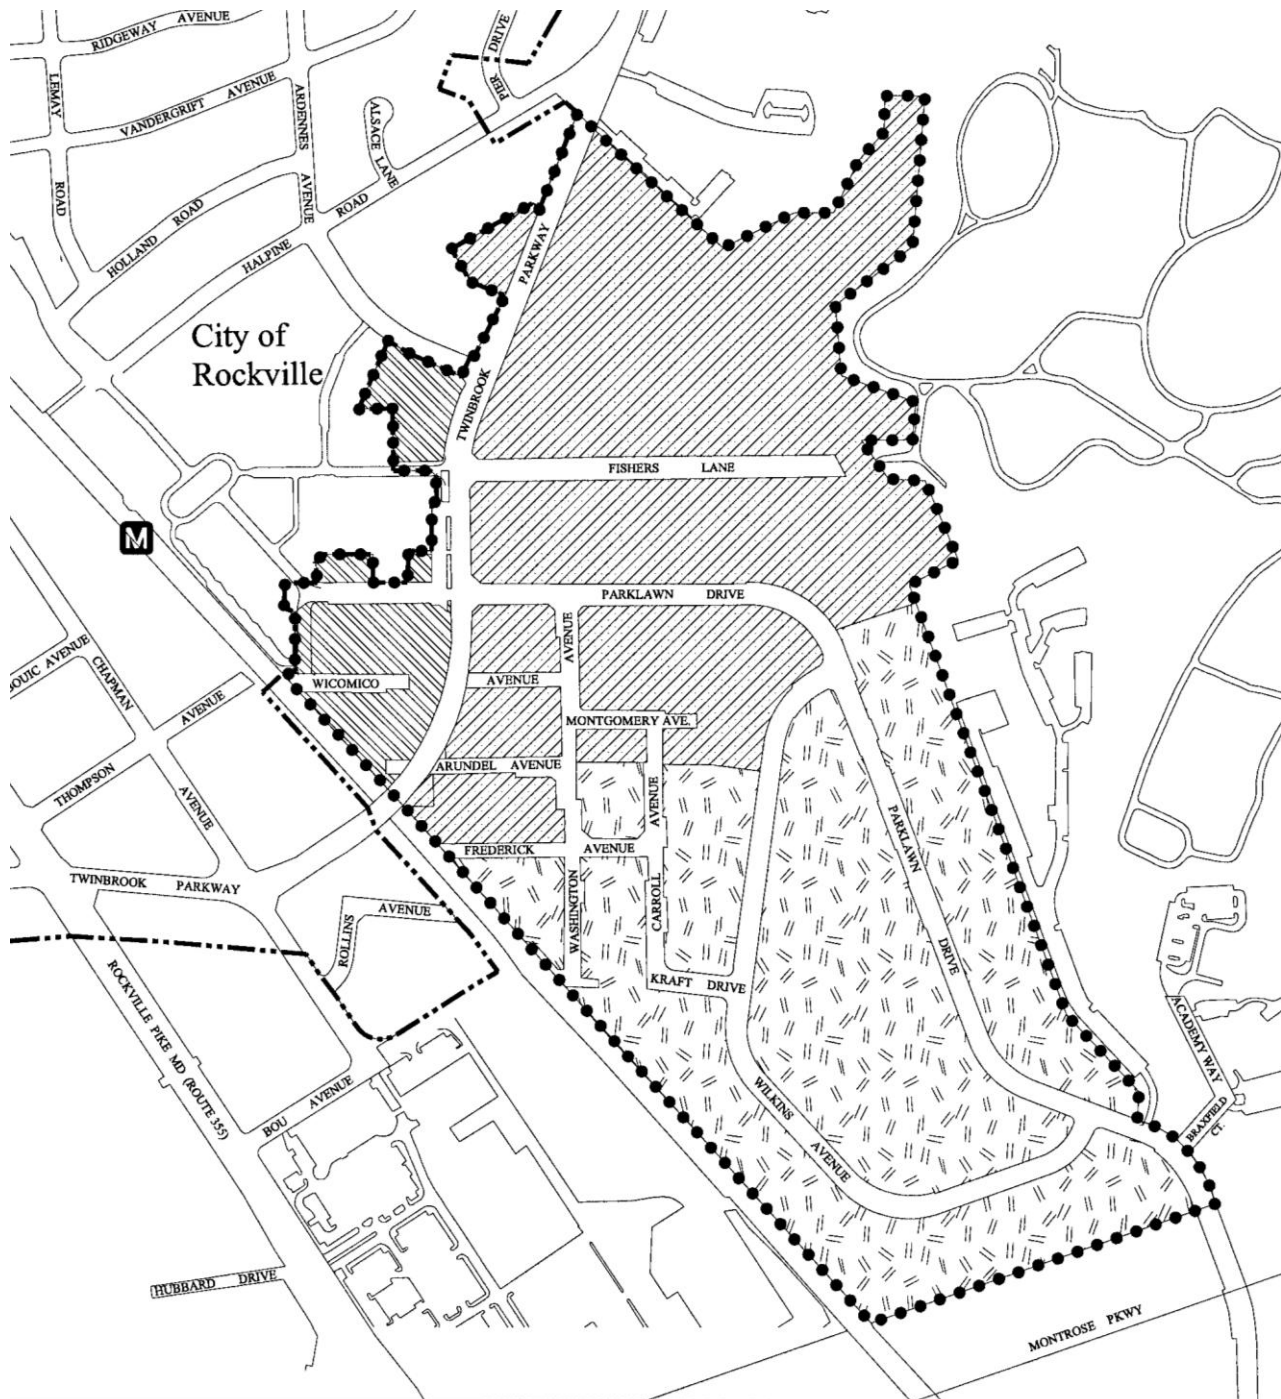 RIDGEWAY AVENUE
DRIVE
PIER
LEMAY
ROAD
VANDERGRIFT AVENUE
ARDENNES
AVENUE
ALSACE LANE
HOLLAND ROAD
HALPINE ROAD
City of
Rockville
TWINBROOK PARKWAY
FISHERS LANE
M
PARKLAWN DRIVE
AVENUE
WICOMICO
AVENUE
MONTGOMERY AVE.
OUIC AVENUE
CHAPMAN
AVENUE
THOMPSON AVENUE
ARUNDEL AVENUE
AVENUE
CARROLL
FREDERICK AVENUE
WASHINGTON
PARKLAWN
DRIVE
TWINBROOK PARKWAY
ROLLINS AVENUE
KRAFT DRIVE
ROCKVILLE PIKE MD (ROUTE 355)
BOU AVENUE
WILKINS
AVENUE
ACADEMY WAY
BRAXFIELD
CT.
HUBBARD DRIVE
MONTROSE PKWY